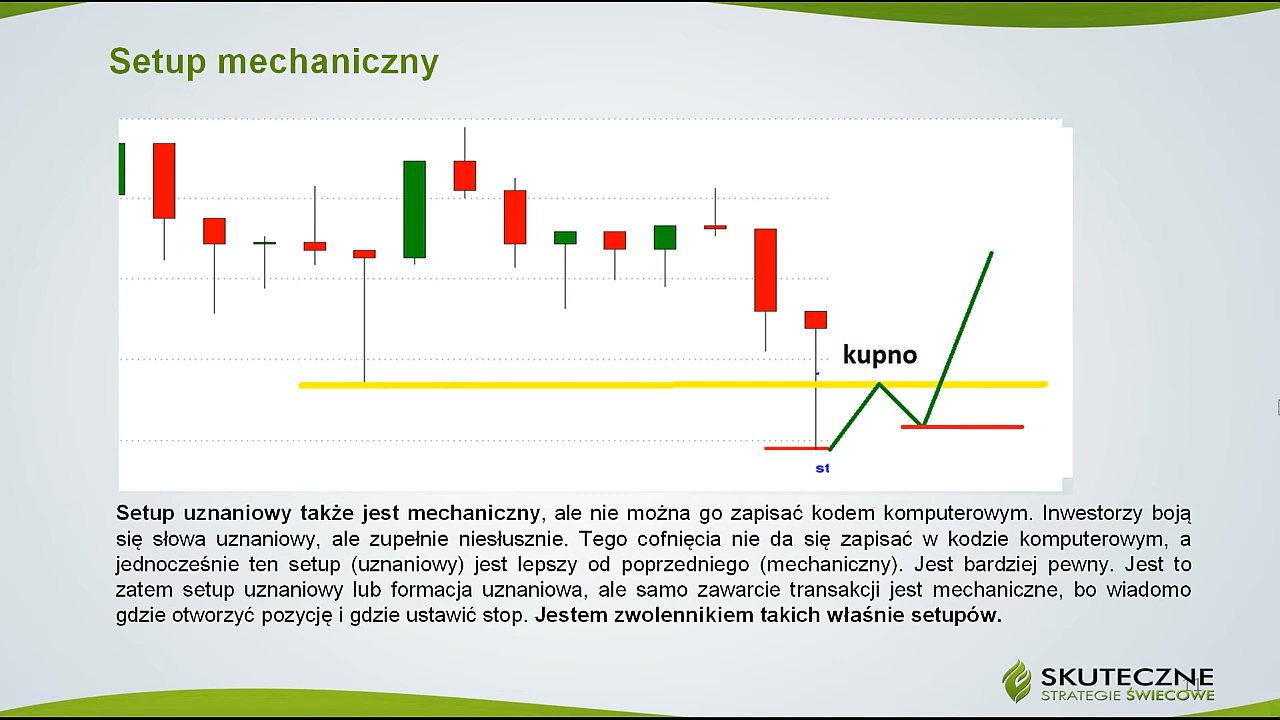 Setup mechaniczny
kupno
st
Setup uznaniowy także jest mechaniczny, ale nie można go zapisać kodem komputerowym. Inwestorzy boją
się słowa uznaniowy, ale zupełnie niesłusznie. Tego cofnięcia nie da się zapisać w kodzie komputerowym, a
jednocześnie ten setup (uznaniowy) jest lepszy od poprzedniego (mechaniczny). Jest bardziej pewny. Jest to
zatem setup uznaniowy lub formacja uznaniowa, ale samo zawarcie transakcji jest mechaniczne, bo wiadomo
gdzie otworzyć pozycję i gdzie ustawić stop. Jestem zwolennikiem takich właśnie setupów.
SKUTECZNE
STRATEGIE ŚWIECOWE